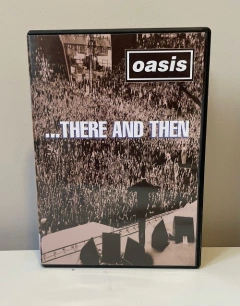 oasis
...THERE AND THEN